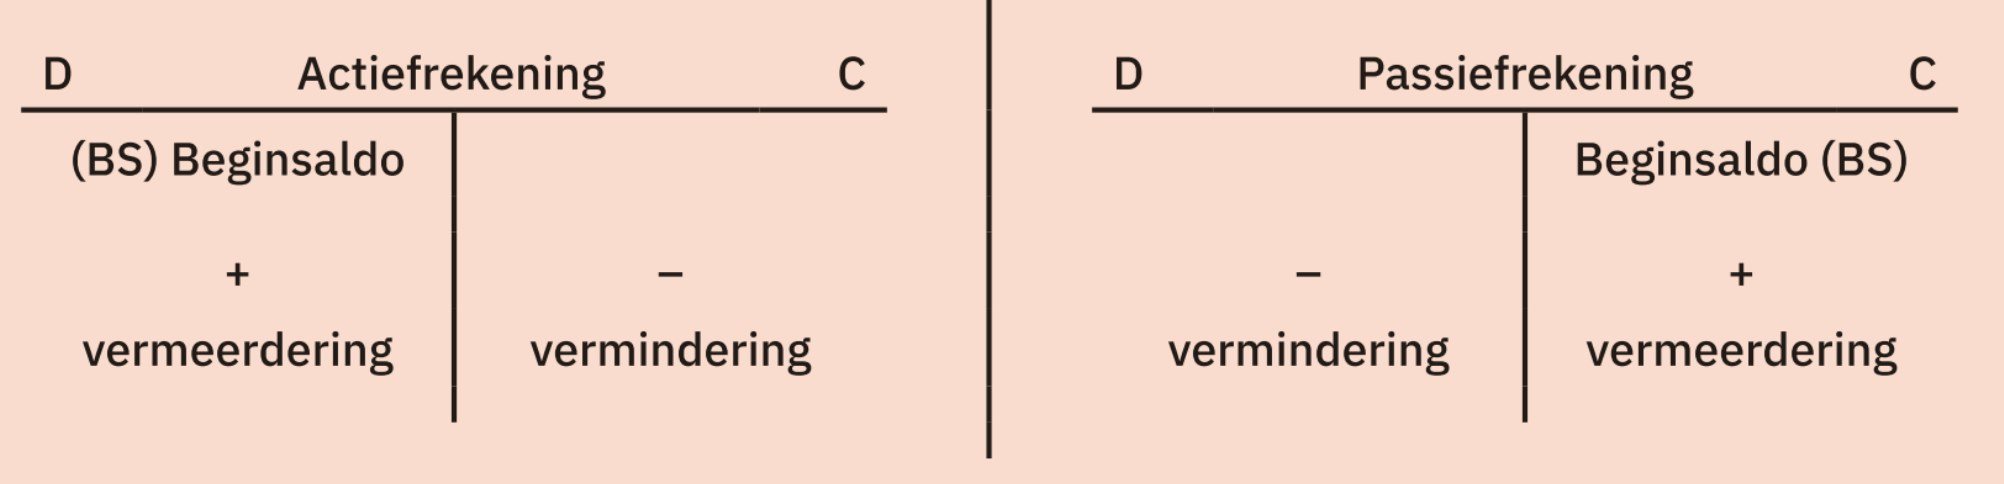 D Actiefrekening C
(BS) Beginsaldo
+ –
vermeerdering vermindering
D Passiefrekening C
Beginsaldo (BS)
– +
vermindering vermeerdering